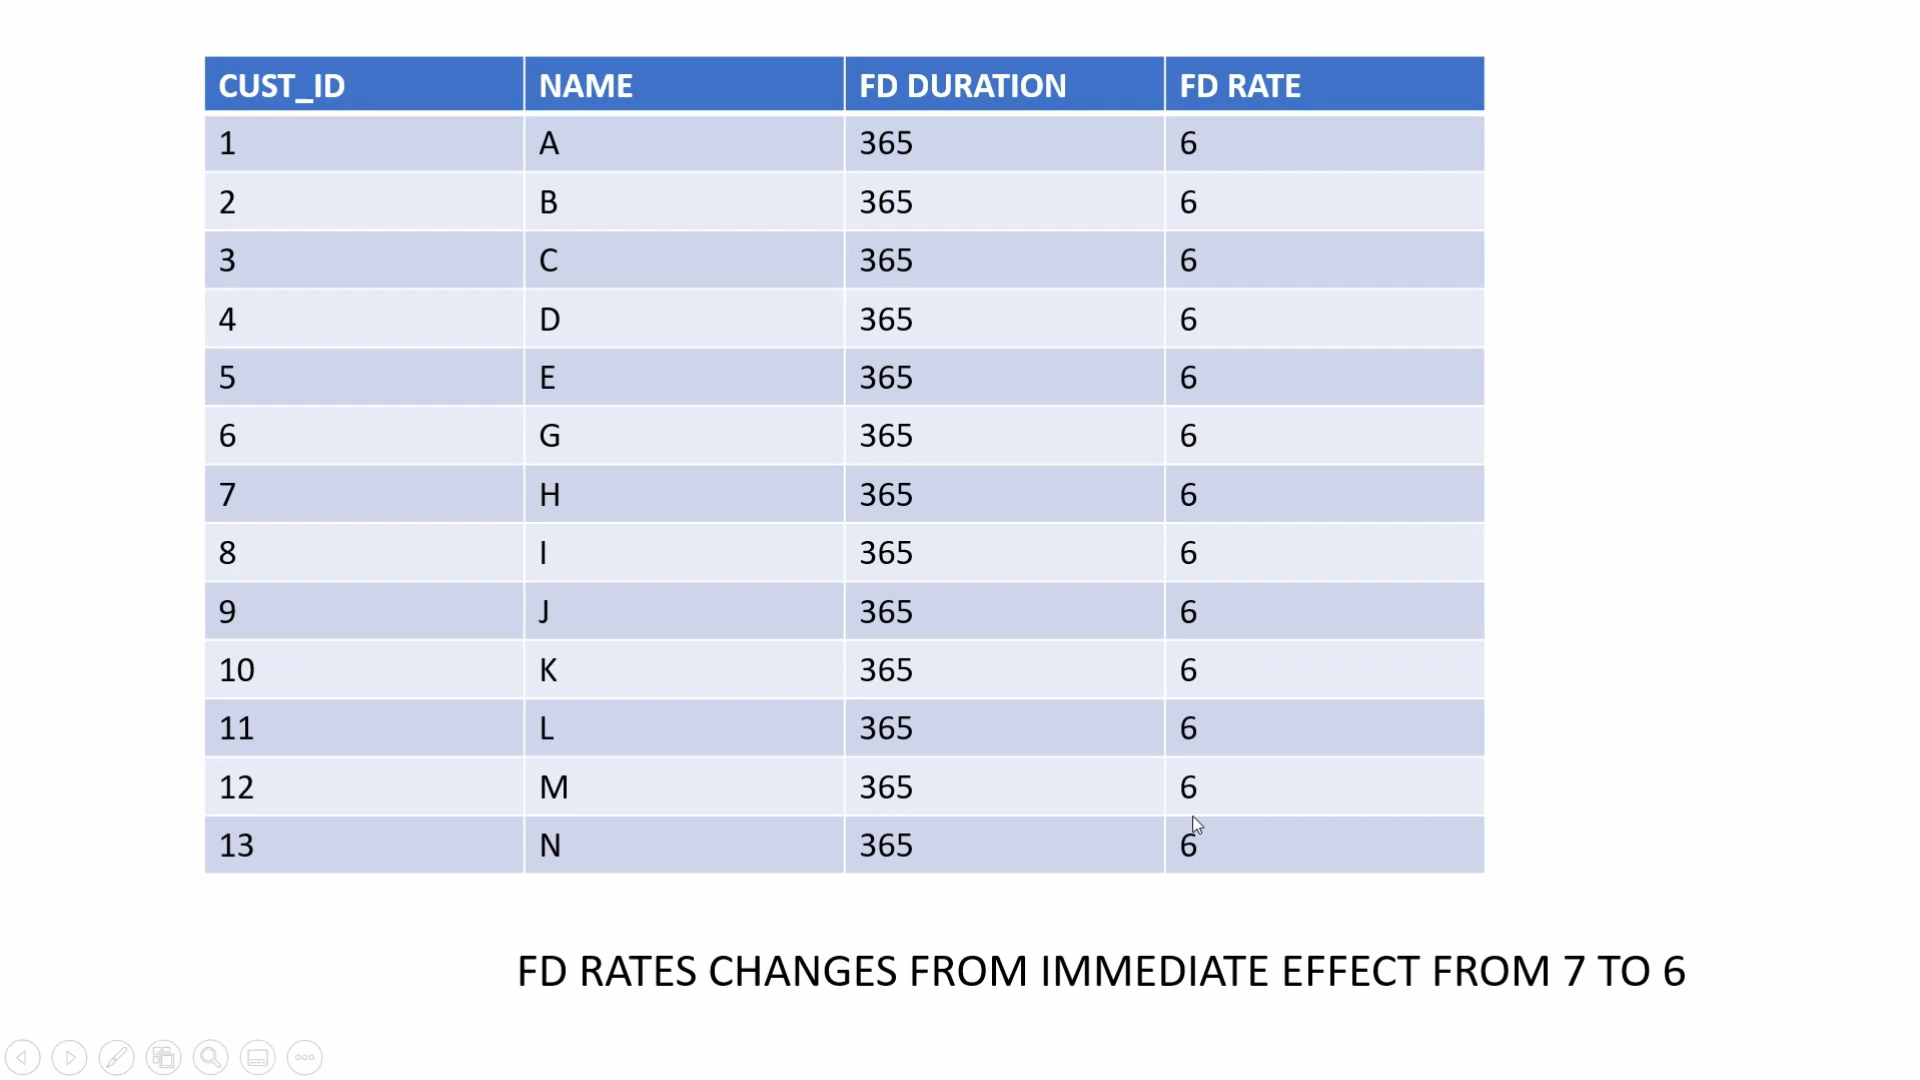 CUST_ID NAME FD DURATION FD RATE
1 A 365 6
2 B 365 6
3 C 365 6
4 D 365 6
5 E 365 6
6 G 365 6
7 H 365 6
8 I 365 6
9 J 365 6
10 K 365 6
11 L 365 6
12 M 365 6
13 N 365 6
FD RATES CHANGES FROM IMMEDIATE EFFECT FROM 7 TO 6